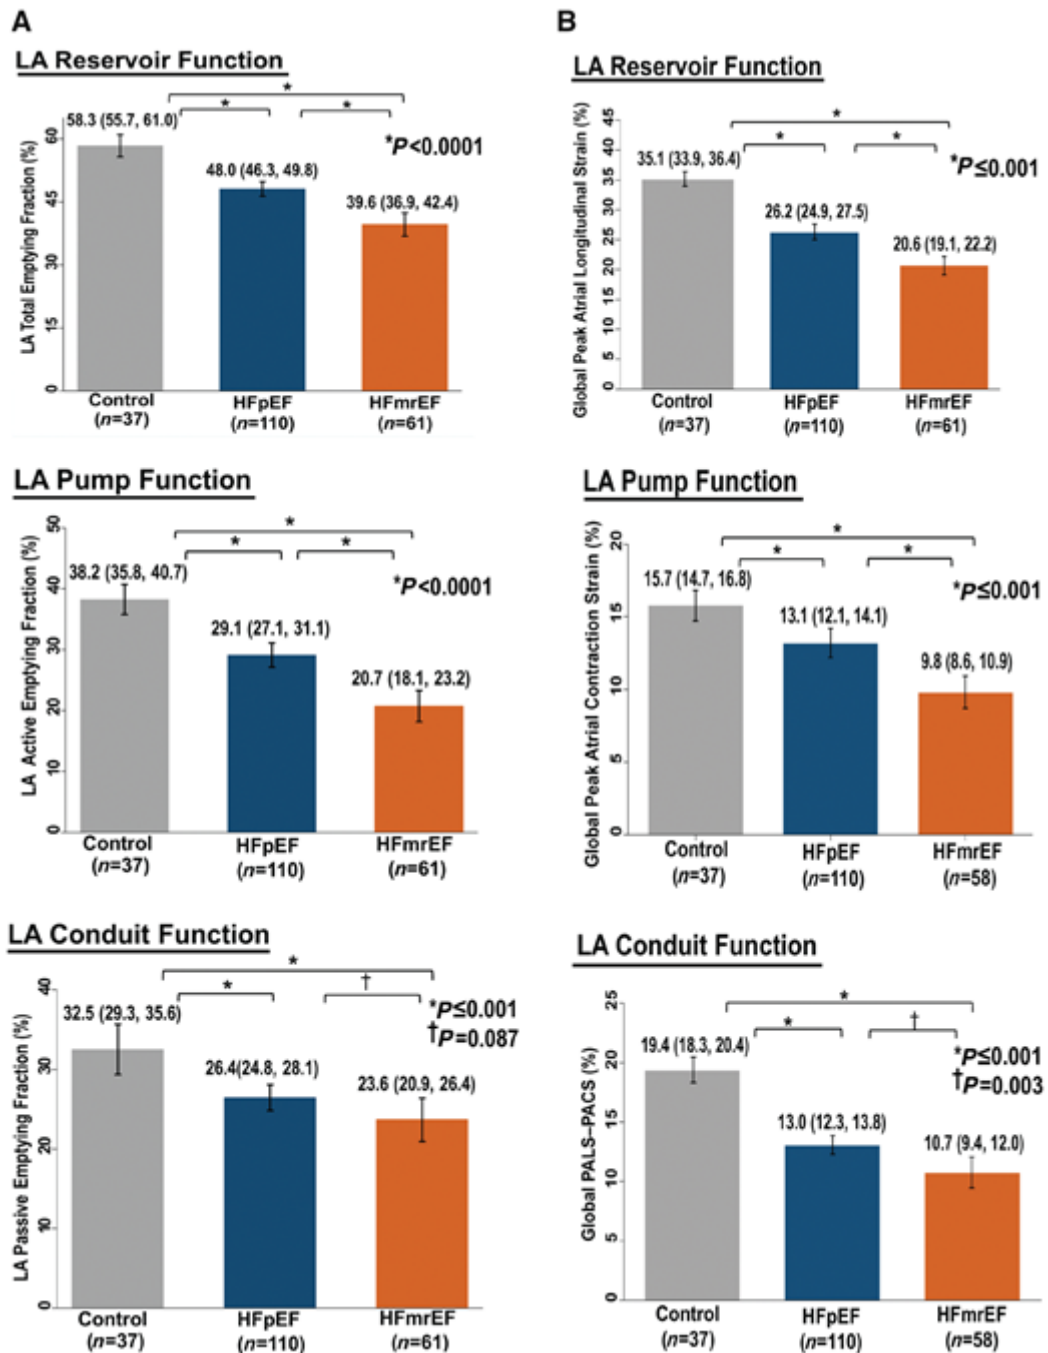 A
LA Reservoir Function
*
* *
58.3 (55.7, 61.0)
*P<0.0001
48.0 (46.3, 49.8)
39.6 (36.9, 42.4)
LA Total Emptying Fraction (%)
60
45
30
15
0
Control HFpEF HFmrEF
(n=37) (n=110) (n=61)
LA Pump Function
*
* *
38.2 (35.8, 40.7)
*P<0.0001
29.1 (27.1, 31.1)
20.7 (18.1, 23.2)
LA Active Emptying Fraction (%)
50
40
30
20
10
0
Control HFpEF HFmrEF
(n=37) (n=110) (n=61)
LA Conduit Function
*
* †
32.5 (29.3, 35.6)
*P≤0.001
†P=0.087
26.4(24.8, 28.1)
23.6 (20.9, 26.4)
LA Passive Emptying Fraction (%)
40
30
20
10
0
Control HFpEF HFmrEF
(n=37) (n=110) (n=61)
B
LA Reservoir Function
*
* *
35.1 (33.9, 36.4)
*P≤0.001
26.2 (24.9, 27.5)
20.6 (19.1, 22.2)
Global Peak Atrial Longitudinal Strain (%)
45
40
35
30
25
20
15
10
5
0
Control HFpEF HFmrEF
(n=37) (n=110) (n=61)
LA Pump Function
*
* *
15.7 (14.7, 16.8)
*P≤0.001
13.1 (12.1, 14.1)
9.8 (8.6, 10.9)
Global Peak Atrial Contraction Strain (%)
20
15
10
5
0
Control HFpEF HFmrEF
(n=37) (n=110) (n=58)
LA Conduit Function
*
* †
19.4 (18.3, 20.4)
*P≤0.001
†P=0.003
13.0 (12.3, 13.8)
10.7 (9.4, 12.0)
Global PALS–PACS (%)
25
20
15
10
5
0
Control HFpEF HFmrEF
(n=37) (n=110) (n=58)